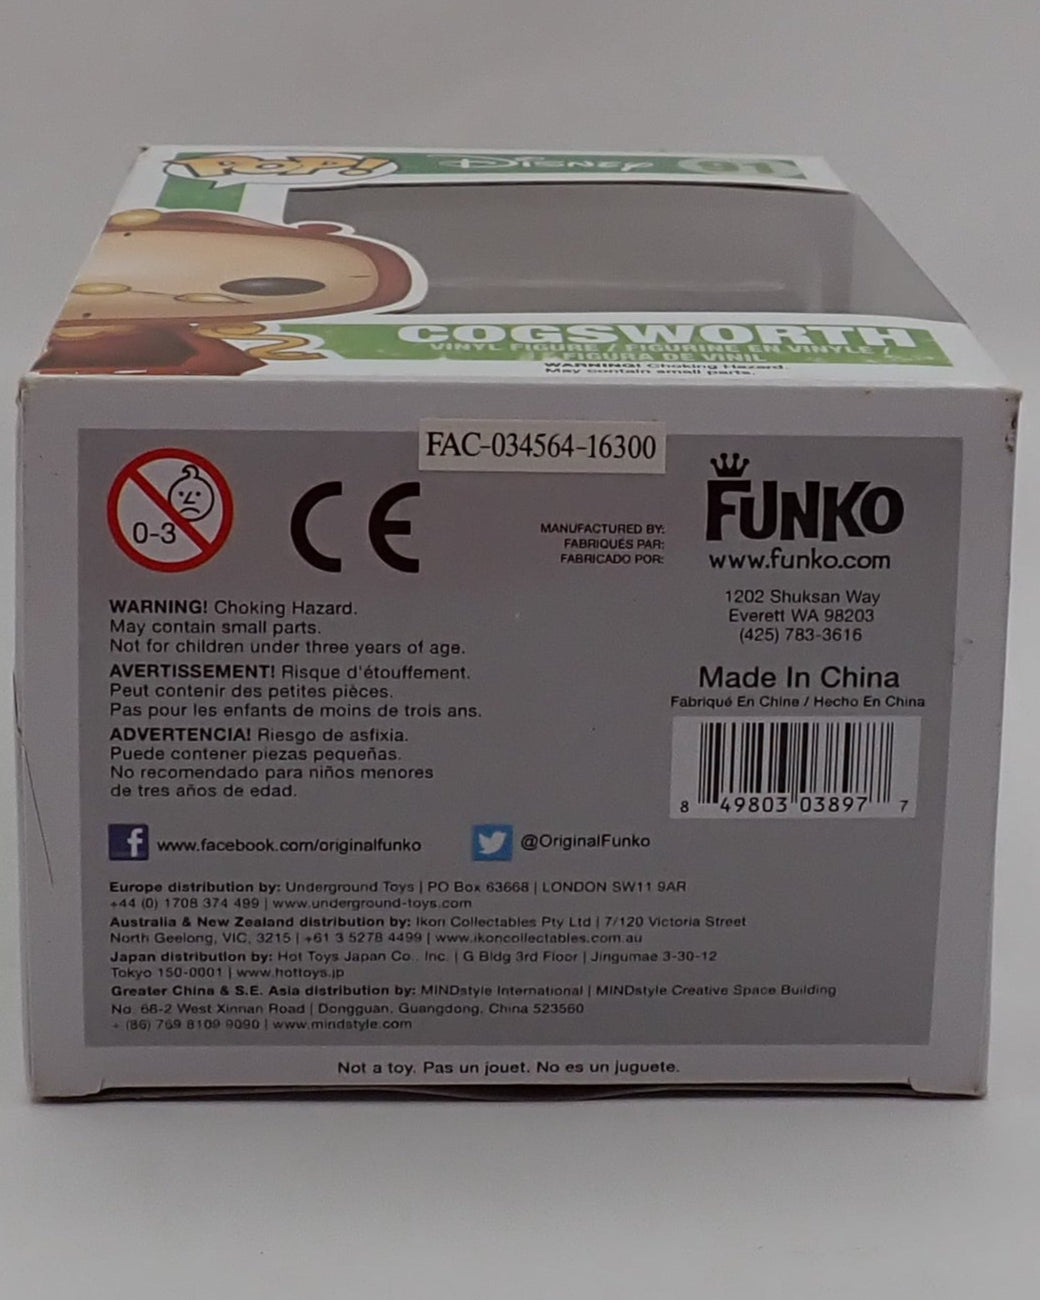 POP! Disney
COGSWORTH
VINYL FIGURE / FIGURINE EN VINYLE /
FIGURA DE VINIL
WARNING! Choking Hazard.
May contain small parts.
FAC-034564-16300
0-3
CE
MANUFACTURED BY:
FABRIQUÉS PAR:
FABRICADO POR:
FUNKO
www.funko.com
1202 Shuksan Way
Everett WA 98203
(425) 783-3616
Made In China
Fabriqué En Chine / Hecho En China
8 49803 03897 7
WARNING! Choking Hazard.
May contain small parts.
Not for children under three years of age.
AVERTISSEMENT! Risque d'étouffement.
Peut contenir des petites pièces.
Pas pour les enfants de moins de trois ans.
ADVERTENCIA! Riesgo de asfixia.
Puede contener piezas pequeñas.
No recomendado para niños menores
de tres años de edad.
f www.facebook.com/originalfunko @OriginalFunko
Europe distribution by: Underground Toys | PO Box 63668 | LONDON SW11 9AR
+44 (0) 1708 374 499 | www.underground-toys.com
Australia & New Zealand distribution by: Ikon Collectables Pty Ltd | 7/120 Victoria Street
North Geelong, VIC, 3215 | +61 3 5278 4499 | www.ikoncollectables.com.au
Japan distribution by: Hot Toys Japan Co., Inc. | G Bldg 3rd Floor | Jingumae 3-30-12
Tokyo 150-0001 | www.hottoys.jp
Greater China & S.E. Asia distribution by: MINDstyle International | MINDstyle Creative Space Building
No. 66-2 West Xinnan Road | Dongguan, Guangdong, China 523560
+ (86) 769 8109 9090 | www.mindstyle.com
Not a toy. Pas un jouet. No es un juguete.